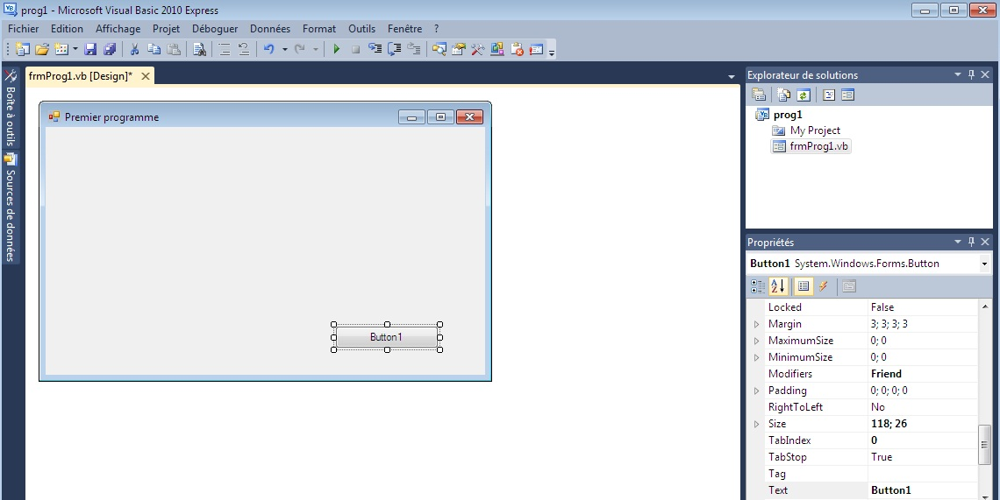 prog1 - Microsoft Visual Basic 2010 Express
Fichier Edition Affichage Projet Déboguer Données Format Outils Fenêtre ?
frmProg1.vb [Design]*
Boîte à outils
Sources de données
Premier programme
Button1
Explorateur de solutions
prog1
My Project
frmProg1.vb
Propriétés
Button1 System.Windows.Forms.Button
Locked False
Margin 3; 3; 3; 3
MaximumSize 0; 0
MinimumSize 0; 0
Modifiers Friend
Padding 0; 0; 0; 0
RightToLeft No
Size 118; 26
TabIndex 0
TabStop True
Tag
Text Button1